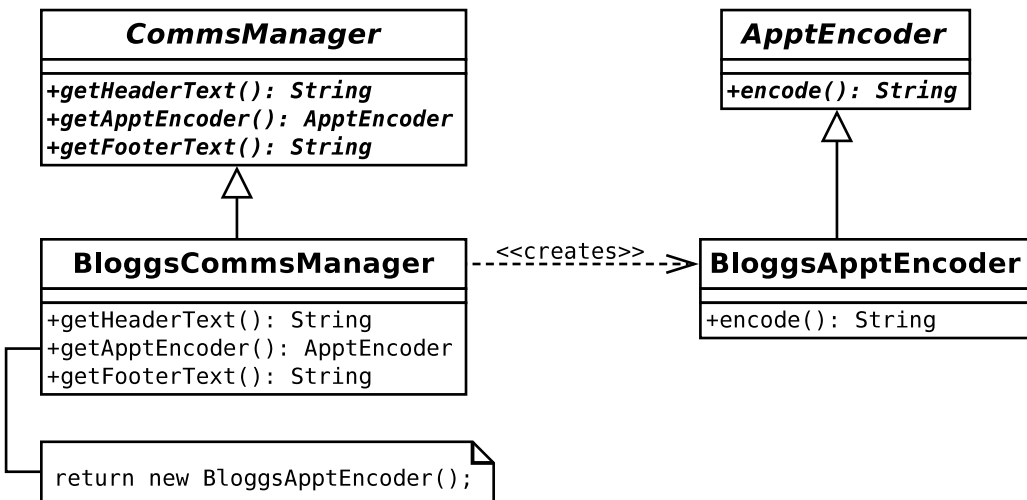 CommsManager
+getHeaderText(): String
+getApptEncoder(): ApptEncoder
+getFooterText(): String
ApptEncoder
+encode(): String
BloggsCommsManager
+getHeaderText(): String
+getApptEncoder(): ApptEncoder
+getFooterText(): String
<<creates>>
BloggsApptEncoder
+encode(): String
return new BloggsApptEncoder();